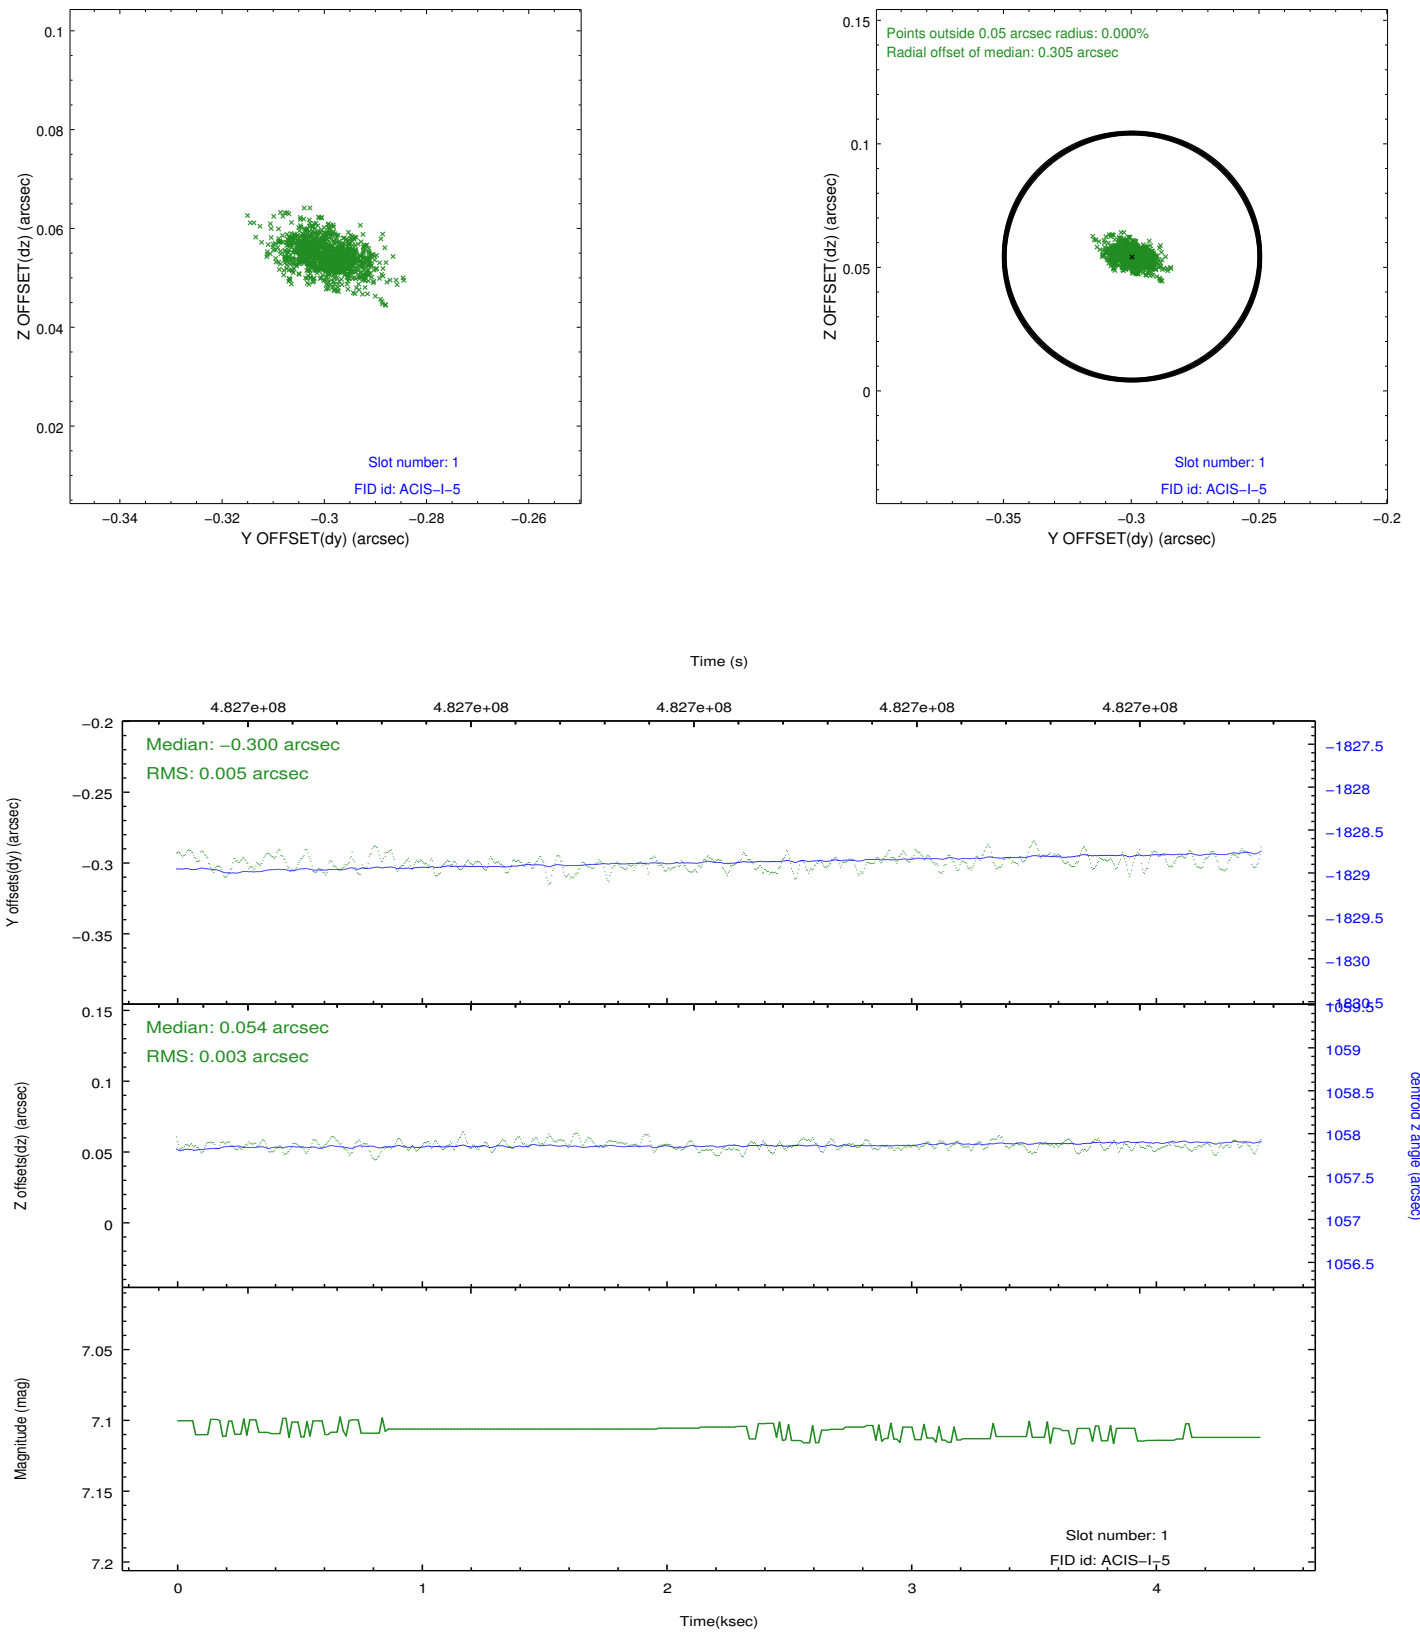 0.1
0.08
0.06
0.04
0.02
Z OFFSET(dz) (arcsec)
Slot number: 1
FID id: ACIS−I−5
−0.34
−0.32
−0.3
−0.28
−0.26
Y OFFSET(dy) (arcsec)
Points outside 0.05 arcsec radius: 0.000%
Radial offset of median: 0.305 arcsec
0.15
0.1
0.05
0
Z OFFSET(dz) (arcsec)
Slot number: 1
FID id: ACIS−I−5
−0.35
−0.3
−0.25
−0.2
Y OFFSET(dy) (arcsec)
Time (s)
4.827e+08
4.827e+08
4.827e+08
4.827e+08
4.827e+08
Median: −0.300 arcsec
RMS: 0.005 arcsec
−0.2
−0.25
−0.3
−0.35
Y offsets(dy) (arcsec)
−1827.5
−1828
−1828.5
−1829
−1829.5
−1830
−1830.5
Median: 0.054 arcsec
RMS: 0.003 arcsec
0.15
0.1
0.05
0
Z offsets(dz) (arcsec)
1059.5
1059
1058.5
1058
1057.5
1057
1056.5
centroid z angle (arcsec)
7.05
7.1
7.15
7.2
Magnitude (mag)
Slot number: 1
FID id: ACIS−I−5
0
1
2
3
4
Time(ksec)